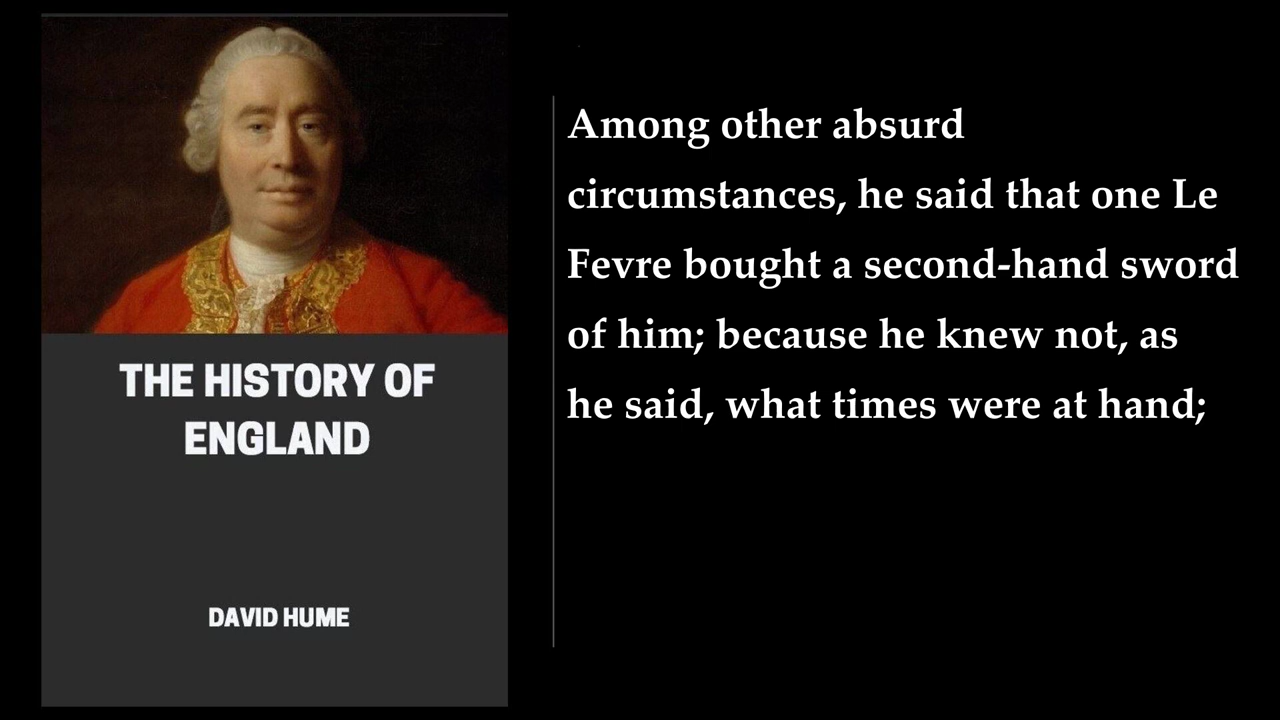 THE HISTORY OF
ENGLAND
DAVID HUME
Among other absurd
circumstances, he said that one Le
Fevre bought a second-hand sword
of him; because he knew not, as
he said, what times were at hand;